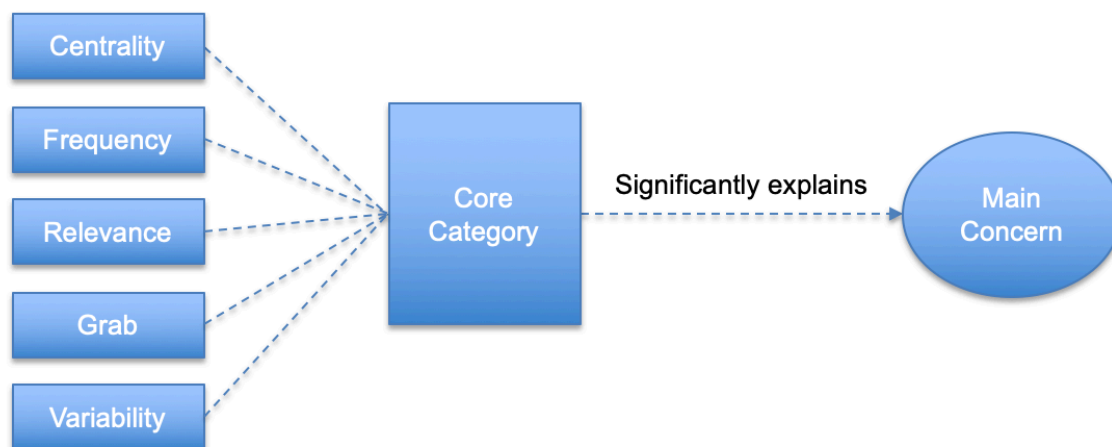 Centrality
Frequency
Relevance
Grab
Variability
Core
Category
Significantly explains
Main
Concern